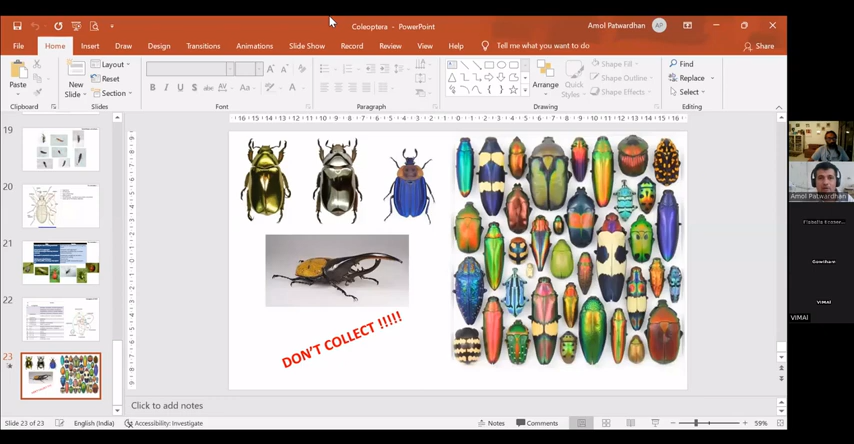 Coleoptera - PowerPoint
Amol Patwardhan
AP
File
Home
Insert
Draw
Design
Transitions
Animations
Slide Show
Record
Review
View
Help
Tell me what you want to do
Share
Paste
Clipboard
New
Slide
Layout
Reset
Section
Slides
B I U S
Aa
A
Font
Paragraph
Arrange
Quick
Styles
Shape Fill
Shape Outline
Shape Effects
Drawing
Find
Replace
Select
Editing
19
20
21
22
23
DON'T COLLECT !!!!!
Click to add notes
Slide 23 of 23
English (India)
Accessibility: Investigate
Notes
Comments
59%
Amol Patwardhan
Gowtham
VIMAL
VIMAL